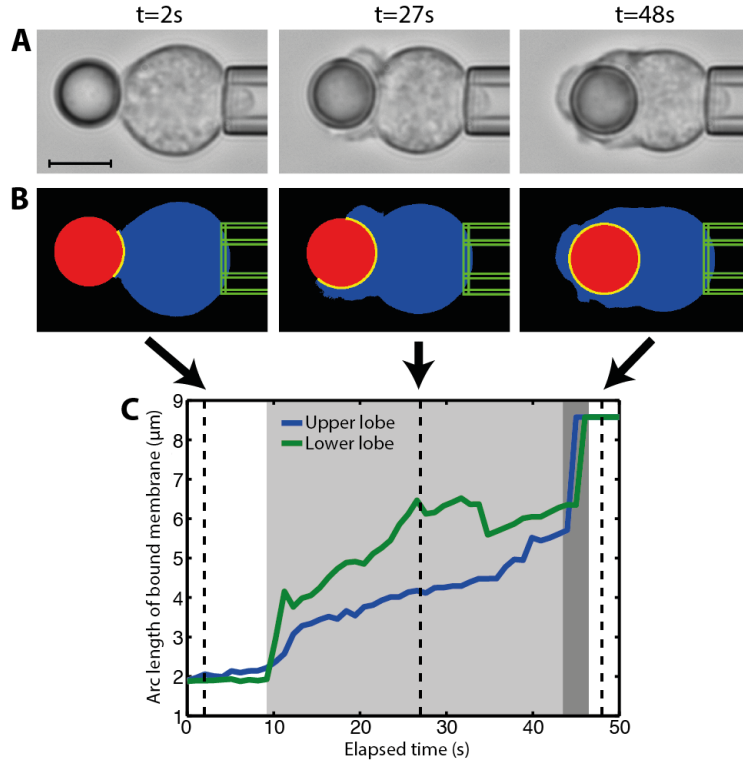 t=2s
t=27s
t=48s
A
B
C
Arc length of bound membrane (µm)
9
8
7
6
5
4
3
2
1
Upper lobe
Lower lobe
0
10
20
30
40
50
Elapsed time (s)